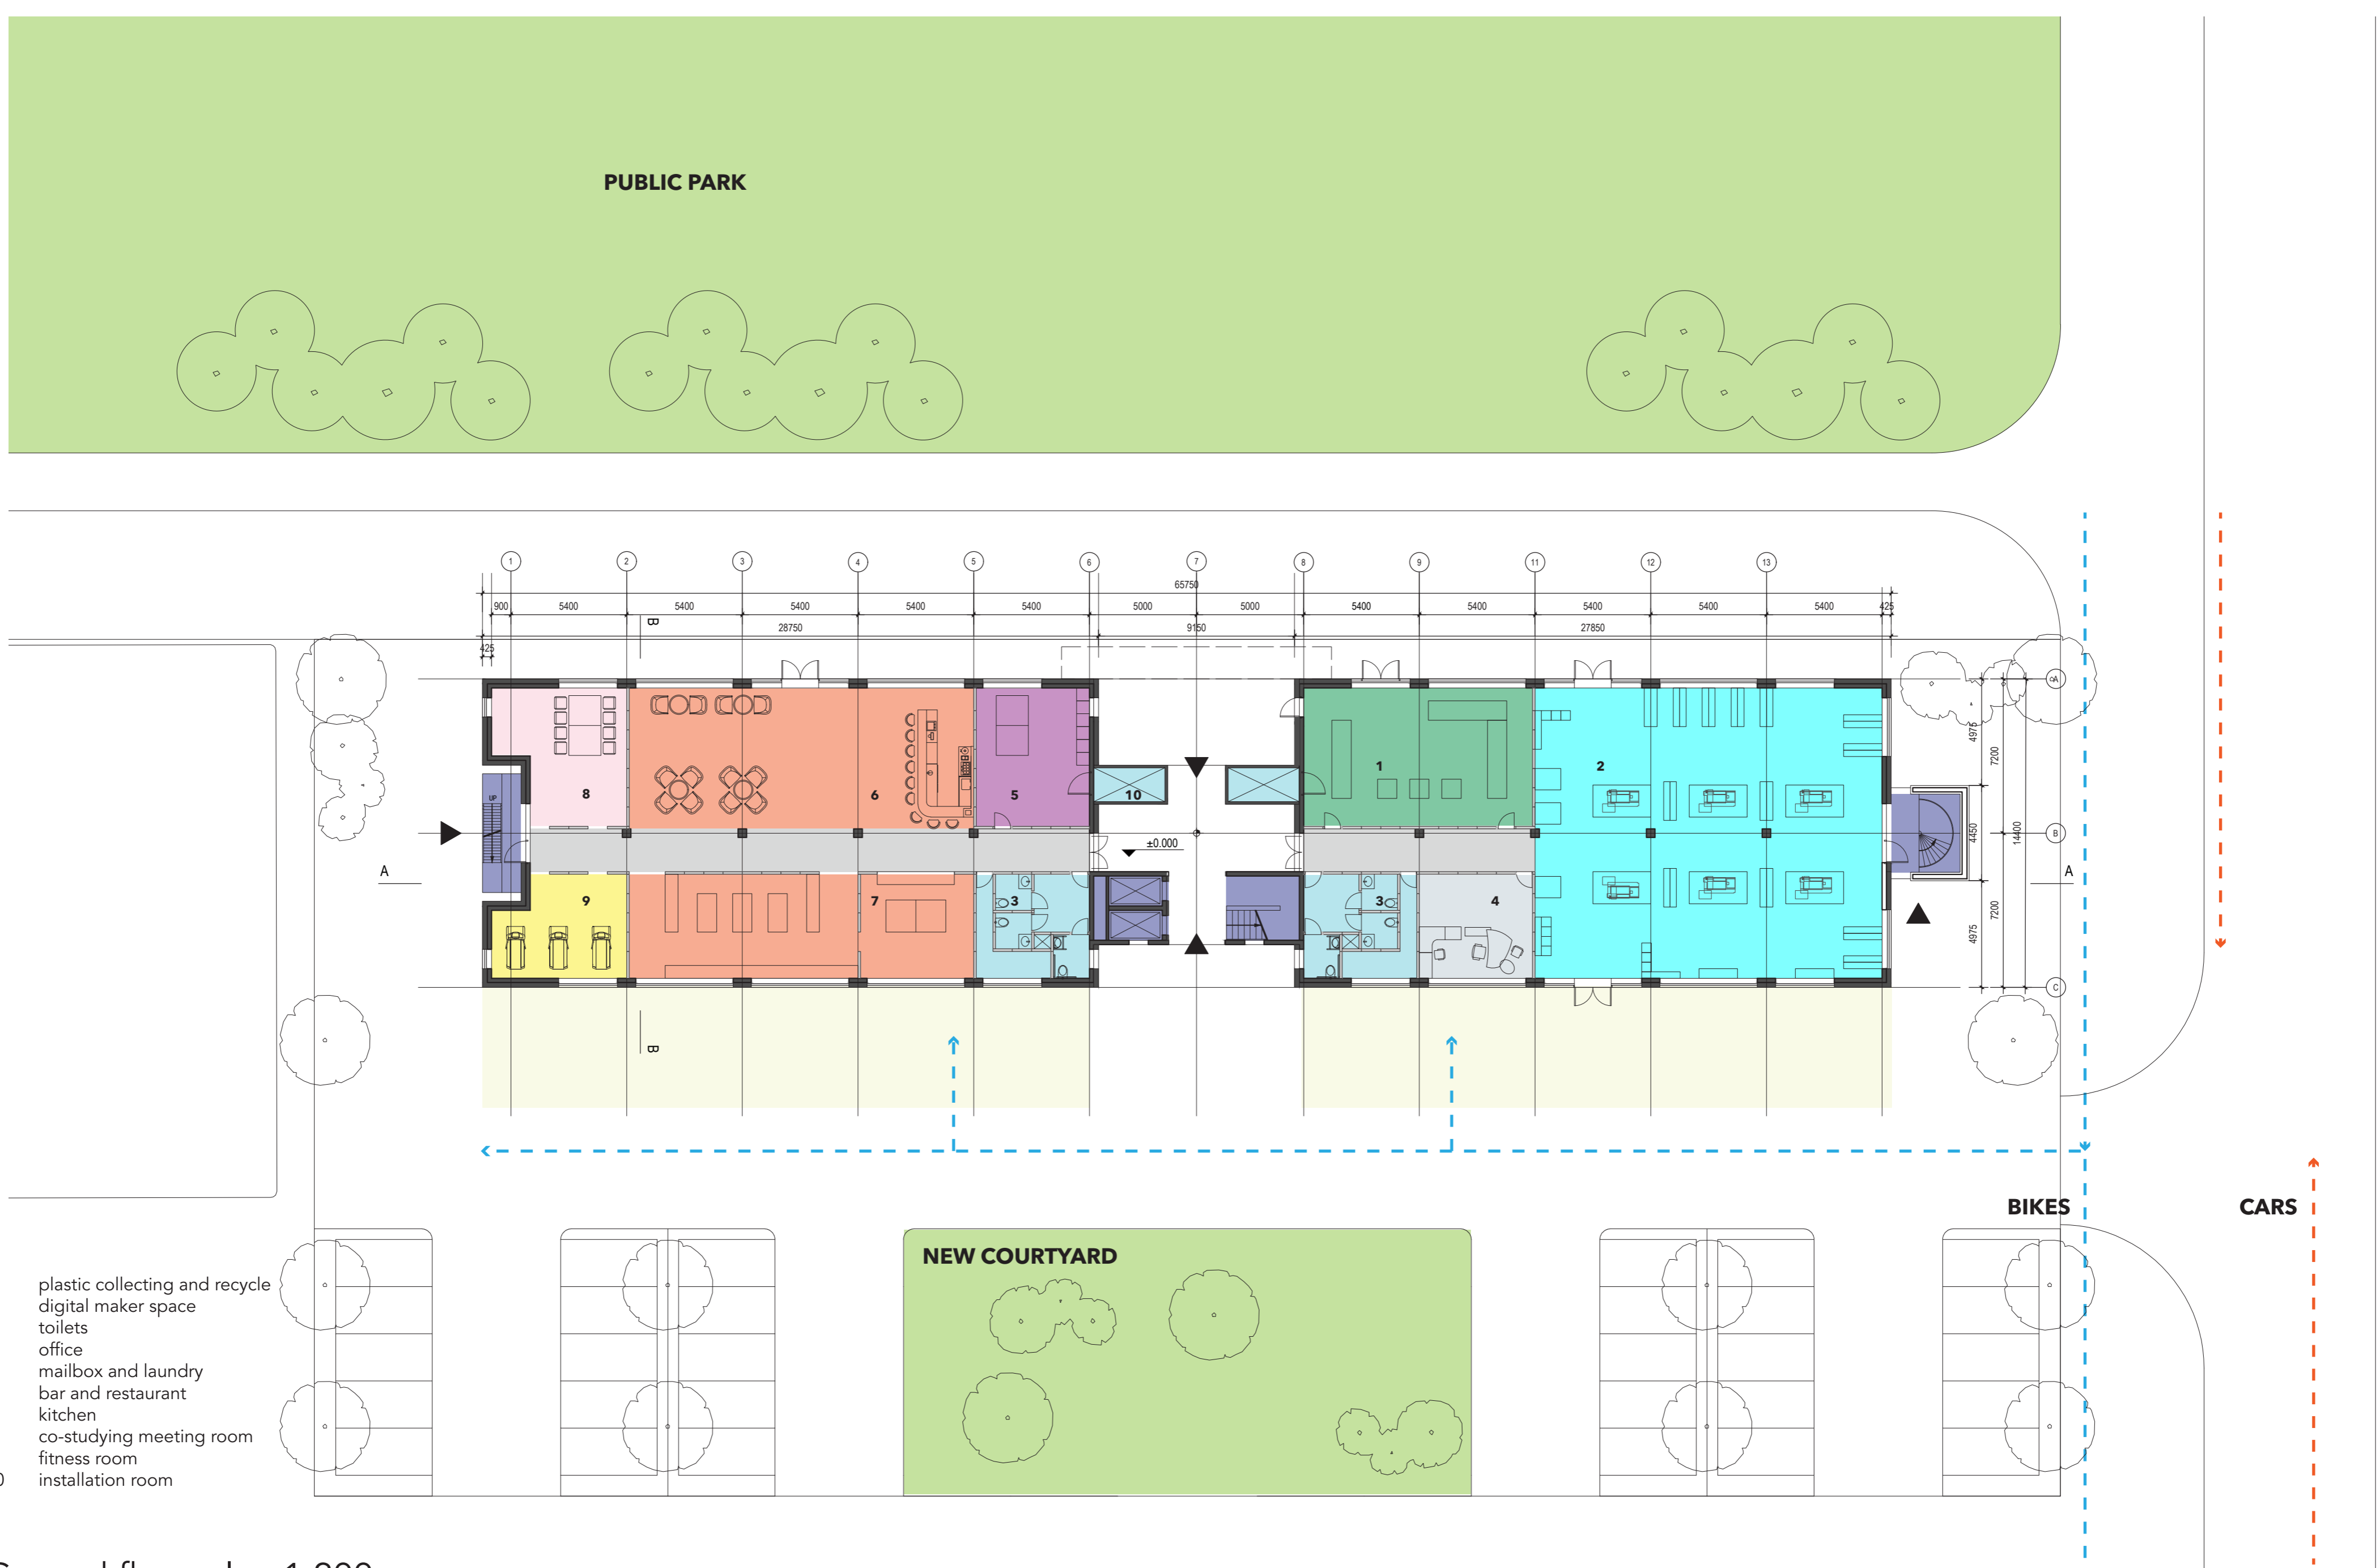 PUBLIC PARK
1 2 3 4 5 6 7 8 9 11 12 13
65750
900 5400 5400 5400 5400 5400 5000 5000 5400 5400 5400 5400 5400 425
28750 9150 27850
425
B
A
B
C
4975 7200
4450 14400
4975 7200
UP
8 6 5 10 1 2
±0.000
A A
9 7 3 3 4
B
BIKES CARS
NEW COURTYARD
plastic collecting and recycle
digital maker space
toilets
office
mailbox and laundry
bar and restaurant
kitchen
co-studying meeting room
fitness room
0 installation room